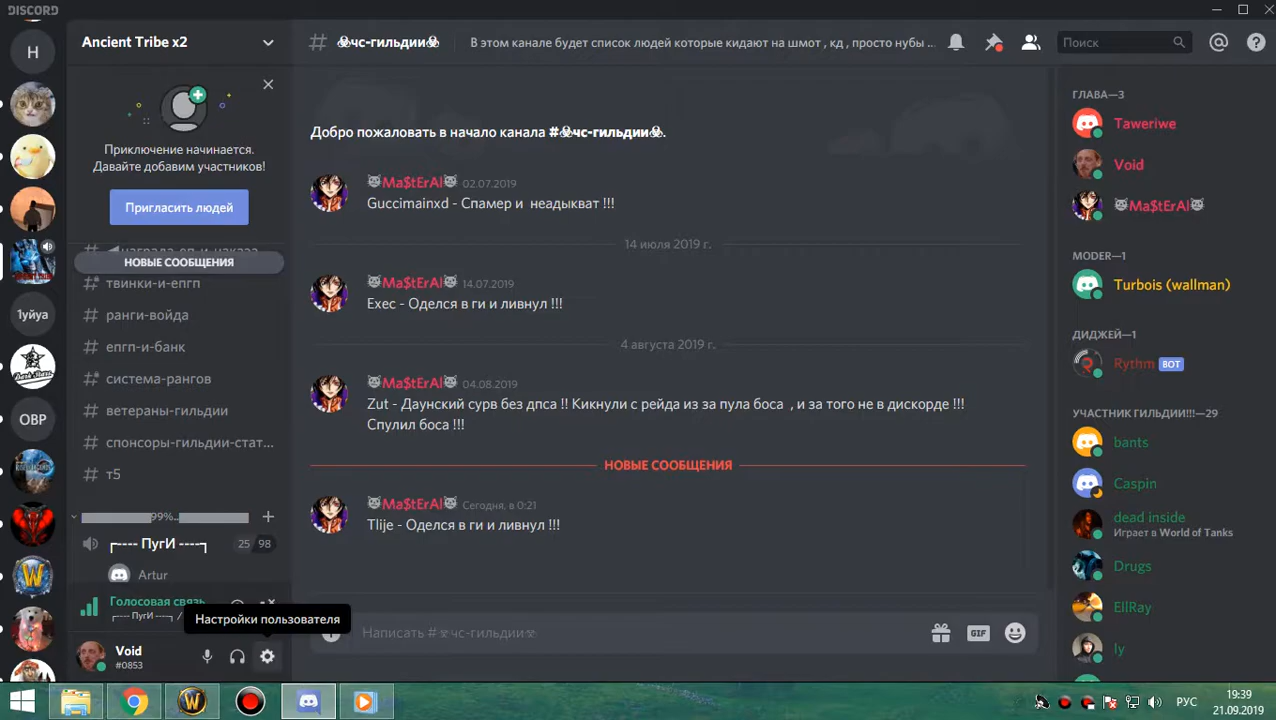 DISCORD
H
1уйуа
OBP
Ancient Tribe x2
Приключение начинается.
Давайте добавим участников!
Пригласить людей
НОВЫЕ СООБЩЕНИЯ
твинки-и-епгп
ранги-войда
епгп-и-банк
система-рангов
ветераны-гильдии
спонсоры-гильдии-стат...
т5
99%..
ПугИ
25 98
Artur
Голосовая связь
ПугИ
Настройки пользователя
Void
#0853
# ☣чс-гильдии☣
В этом канале будет список людей которые кидают на шмот , кд , просто нубы ...
Поиск
Добро пожаловать в начало канала #☣чс-гильдии☣.
Ma$tErAl 02.07.2019
Guccimainxd - Спамер и неадыкват !!!
14 июля 2019 г.
Ma$tErAl 14.07.2019
Exec - Оделся в ги и ливнул !!!
4 августа 2019 г.
Ma$tErAl 04.08.2019
Zut - Даунский сурв без дпса !! Кикнули с рейда из за пула боса , и за того не в дискорде !!!
Спулил боса !!!
НОВЫЕ СООБЩЕНИЯ
Ma$tErAl Сегодня, в 0:21
Tlije - Оделся в ги и ливнул !!!
Написать #☣чс-гильдии☣
GIF
ГЛАВА—3
Taweriwe
Void
Ma$tErAl
MODER—1
Turbois (wallman)
ДИДЖЕЙ—1
Rythm БОТ
УЧАСТНИК ГИЛЬДИИ!!!—29
bants
Caspin
dead inside
Играет в World of Tanks
Drugs
EllRay
ly
РУС
19:39
21.09.2019